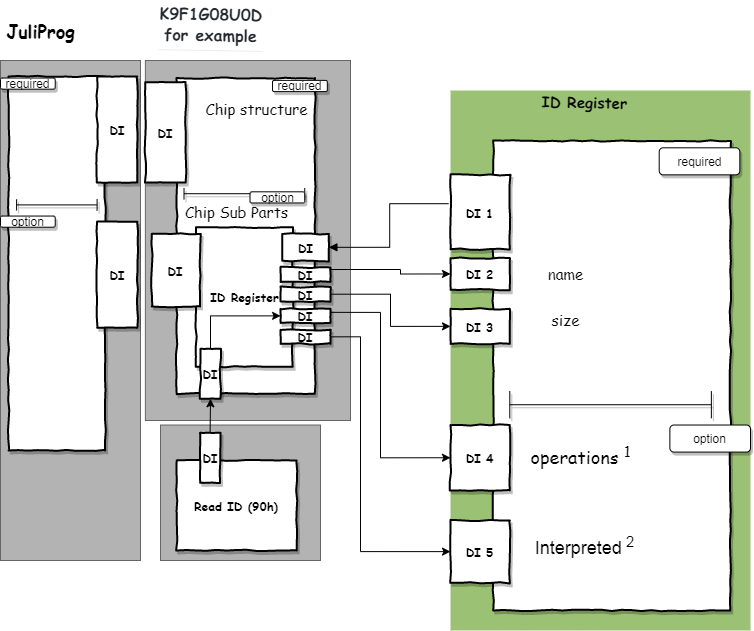 JuliProg
K9F1G08U0D
for example
required
DI
option
DI
required
DI
Chip structure
option
Chip Sub Parts
DI
DI
DI
DI
ID Register
DI
DI
DI
DI
Read ID (90h)
ID Register
required
DI 1
DI 2
name
DI 3
size
option
DI 4
operations 1
DI 5
Interpreted 2